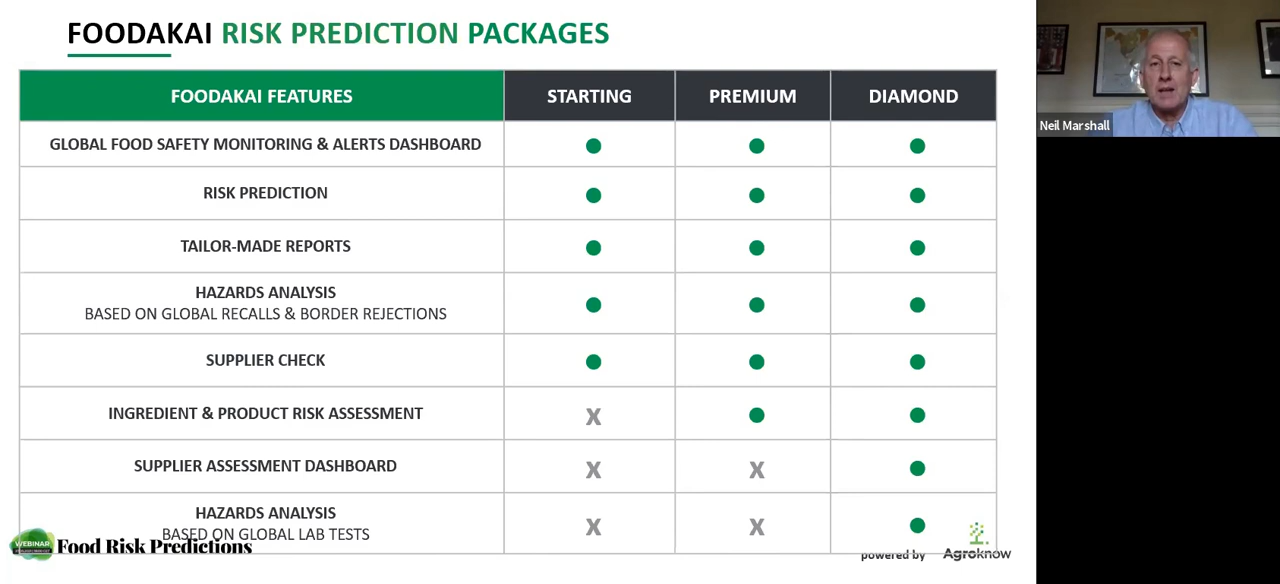 FOODAKAI RISK PREDICTION PACKAGES
FOODAKAI FEATURES STARTING PREMIUM DIAMOND
GLOBAL FOOD SAFETY MONITORING & ALERTS DASHBOARD
RISK PREDICTION
TAILOR-MADE REPORTS
HAZARDS ANALYSIS
BASED ON GLOBAL RECALLS & BORDER REJECTIONS
SUPPLIER CHECK
INGREDIENT & PRODUCT RISK ASSESSMENT X
SUPPLIER ASSESSMENT DASHBOARD X X
HAZARDS ANALYSIS
BASED ON GLOBAL LAB TESTS X X
WEBINAR
Food Risk Predictions
powered by Agroknow
Neil Marshall